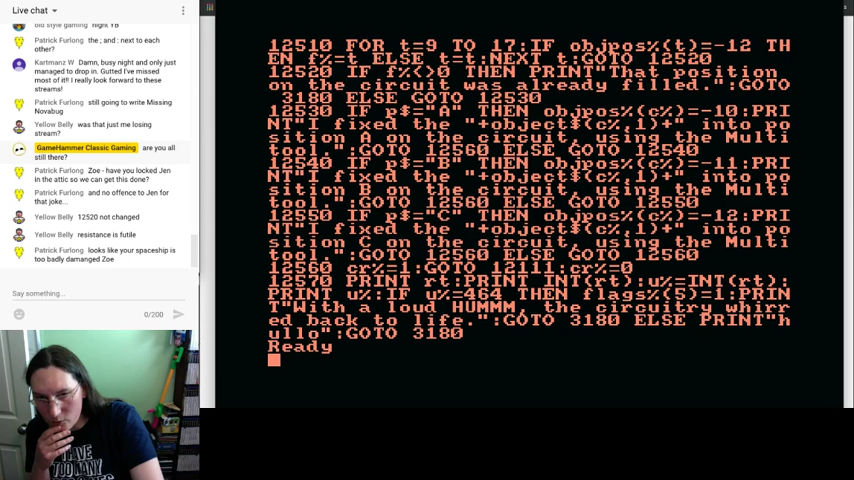 Live chat
old style gaming night YB
Patrick Furlong the ; and : next to each
other?
Kartmanz W Damn, busy night and only just
managed to drop in. Gutted I've missed
most of it!! I really look forward to these
streams!
Patrick Furlong still going to write Missing
Novabug
Yellow Belly was that just me losing
stream?
GameHammer Classic Gaming are you all
still there?
Patrick Furlong Zoe - have you locked Jen
in the attic so we can get this done?
Patrick Furlong and no offence to Jen for
that joke...
Yellow Belly 12520 not changed
Yellow Belly resistance is futile
Patrick Furlong looks like your spaceship is
too badly damanged Zoe
Say something...
0/200
12510 FOR t=9 TO 17:IF objpos%(t)=-12 TH
EN f%=t ELSE t=t:NEXT t:GOTO 12520
12520 IF f%<>0 THEN PRINT"That position
on the circuit was already filled.":GOTO
3180 ELSE GOTO 12530
12530 IF p$="A" THEN objpos%(c%)=-10:PRI
NT"I fixed the "+object$(c%,1)+" into po
sition A on the circuit, using the Multi
tool.":GOTO 12560 ELSE GOTO 12540
12540 IF p$="B" THEN objpos%(c%)=-11:PRI
NT"I fixed the "+object$(c%,1)+" into po
sition B on the circuit, using the Multi
tool.":GOTO 12560 ELSE GOTO 12550
12550 IF p$="C" THEN objpos%(c%)=-12:PRI
NT"I fixed the "+object$(c%,1)+" into po
sition C on the circuit, using the Multi
tool.":GOTO 12560 ELSE GOTO 12560
12560 cr%=1:GOTO 12111:cr%=0
12570 PRINT rt:PRINT INT(rt):u%=INT(rt):
PRINT u%:IF u%=464 THEN flags%(5)=1:PRIN
T"With a loud HUMMM, the circuitry whirr
ed back to life.":GOTO 3180 ELSE PRINT"h
ullo":GOTO 3180
Ready
I HAVE
TOO MANY